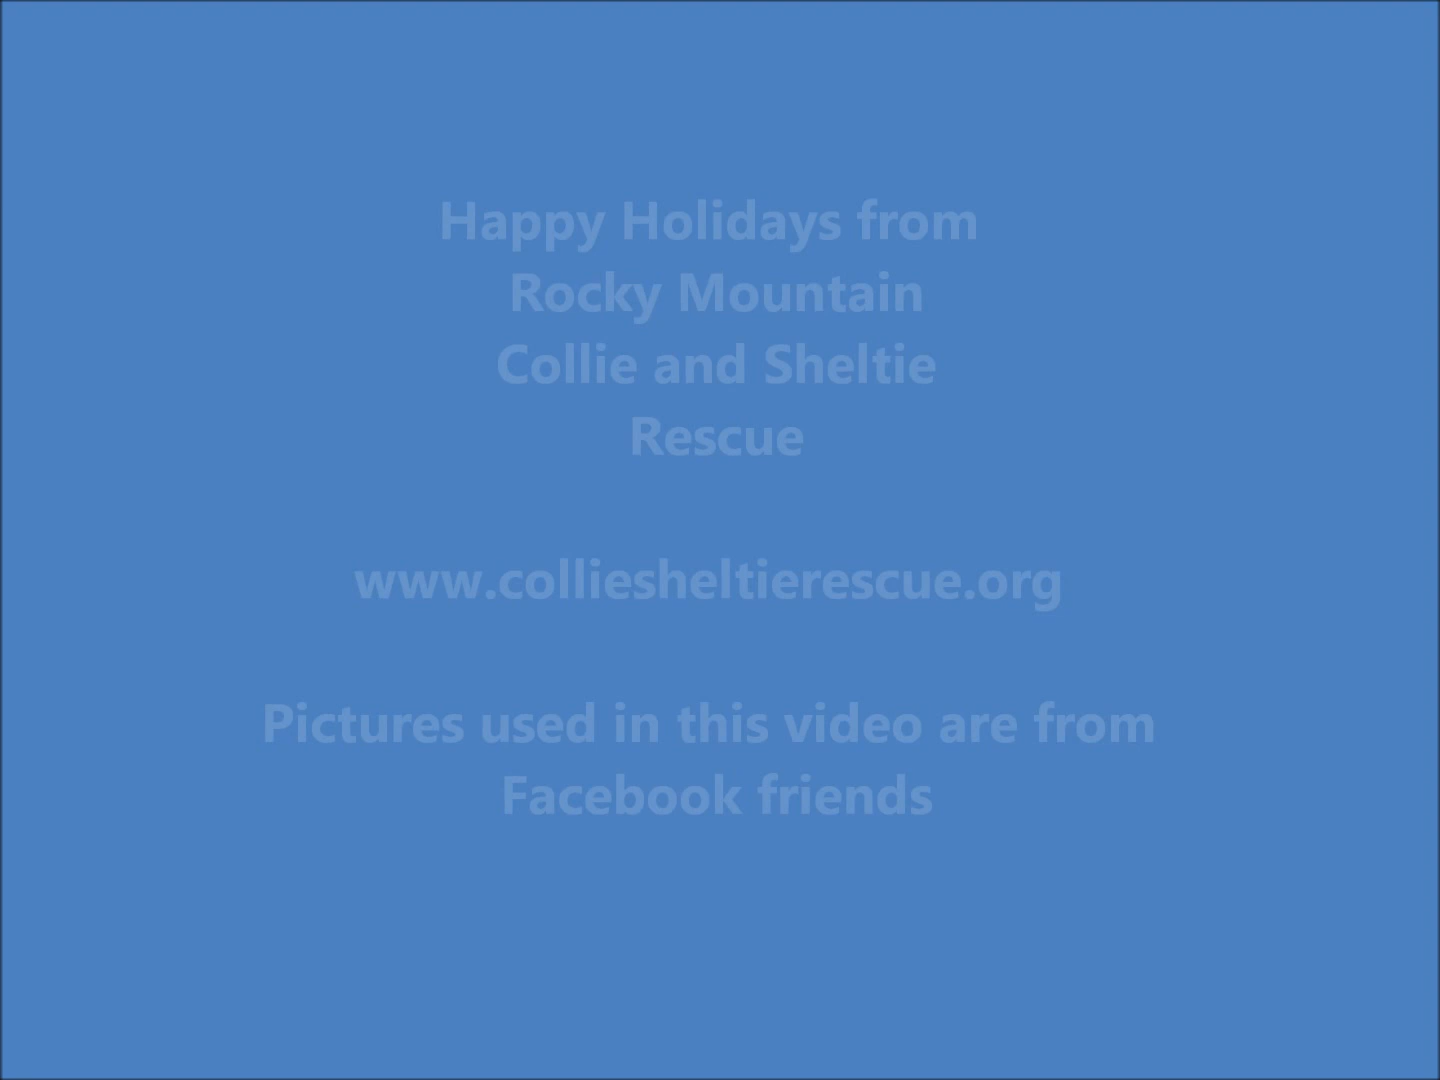 Happy Holidays from
Rocky Mountain
Collie and Sheltie
Rescue
www.colliesheltierescue.org
Pictures used in this video are from
Facebook friends